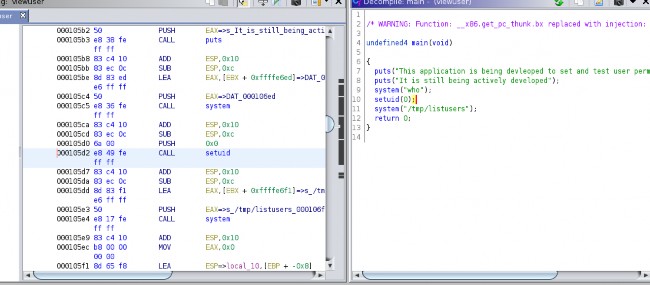 ng: viewuser
Decompile: main - (viewuser)
user
000105b2 50 PUSH EAX=>s_It_is_still_being_acti
000105b3 e8 38 fe CALL puts
ff ff
000105b8 83 c4 10 ADD ESP,0x10
000105bb 83 ec 0c SUB ESP,0xc
000105be 8d 83 ed LEA EAX,[EBX + 0xffffe6ed]=>DAT_0
e6 ff ff
000105c4 50 PUSH EAX=>DAT_000106ed
000105c5 e8 36 fe CALL system
ff ff
000105ca 83 c4 10 ADD ESP,0x10
000105cd 83 ec 0c SUB ESP,0xc
000105d0 6a 00 PUSH 0x0
000105d2 e8 49 fe CALL setuid
ff ff
000105d7 83 c4 10 ADD ESP,0x10
000105da 83 ec 0c SUB ESP,0xc
000105dd 8d 83 f1 LEA EAX,[EBX + 0xffffe6f1]=>s_/tm
e6 ff ff
000105e3 50 PUSH EAX=>s_/tmp/listusers_000106f
000105e4 e8 17 fe CALL system
ff ff
000105e9 83 c4 10 ADD ESP,0x10
000105ec b8 00 00 MOV EAX,0x0
00 00
000105f1 8d 65 f8 LEA ESP=>local_10,[EBP + -0x8]
1
2 /* WARNING: Function: __x86.get_pc_thunk.bx replaced with injection:
3
4 undefined4 main(void)
5
6 {
7 puts("This application is being devleoped to set and test user perm
8 puts("It is still being actively developed");
9 system("who");
10 setuid(0);
11 system("/tmp/listusers");
12 return 0;
13 }
14